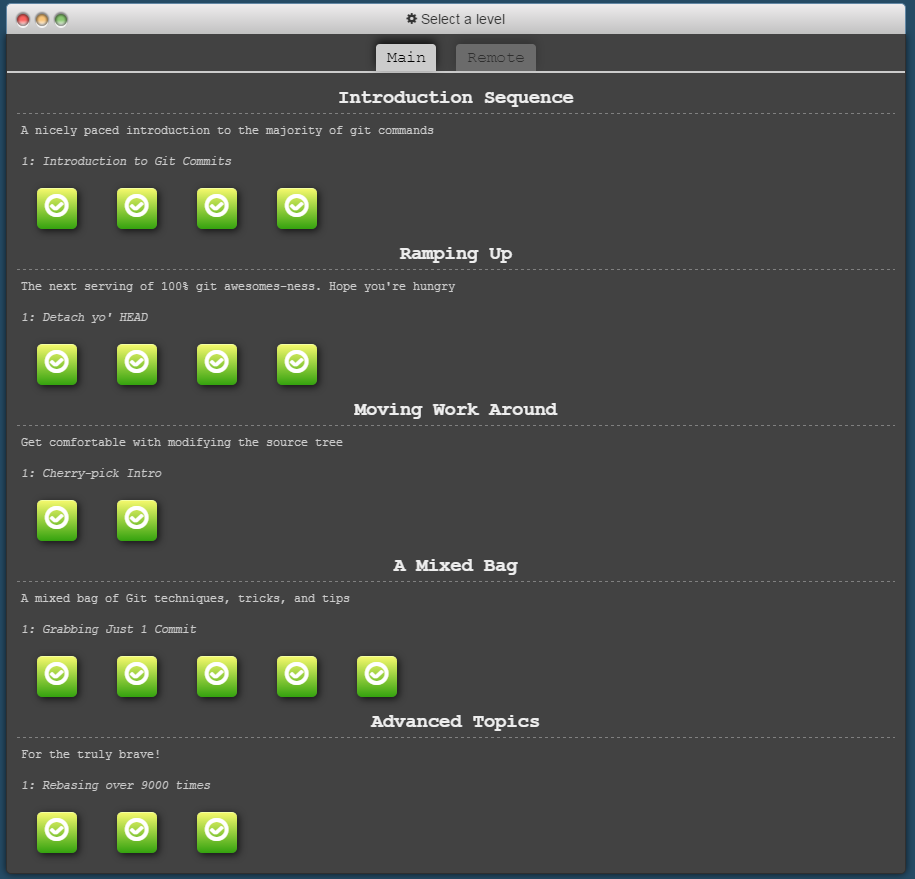 Select a level
Main Remote
Introduction Sequence
A nicely paced introduction to the majority of git commands
1: Introduction to Git Commits
Ramping Up
The next serving of 100% git awesomes-ness. Hope you're hungry
1: Detach yo' HEAD
Moving Work Around
Get comfortable with modifying the source tree
1: Cherry-pick Intro
A Mixed Bag
A mixed bag of Git techniques, tricks, and tips
1: Grabbing Just 1 Commit
Advanced Topics
For the truly brave!
1: Rebasing over 9000 times